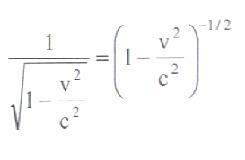 1/√(1 − v²/c²) = (1 − v²/c²)^(−1/2)